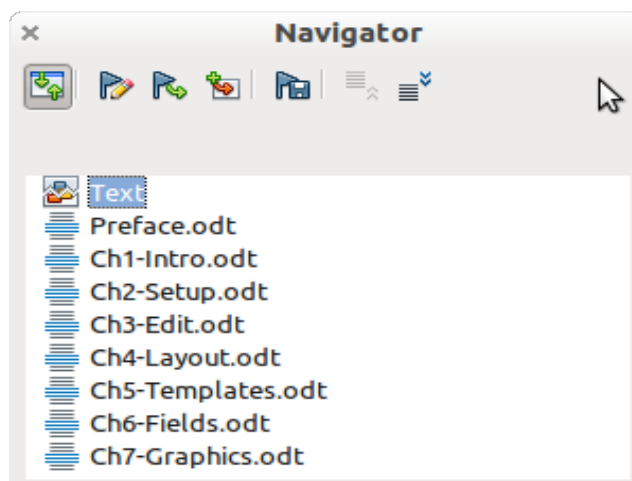 Navigator
Text
Preface.odt
Ch1-Intro.odt
Ch2-Setup.odt
Ch3-Edit.odt
Ch4-Layout.odt
Ch5-Templates.odt
Ch6-Fields.odt
Ch7-Graphics.odt